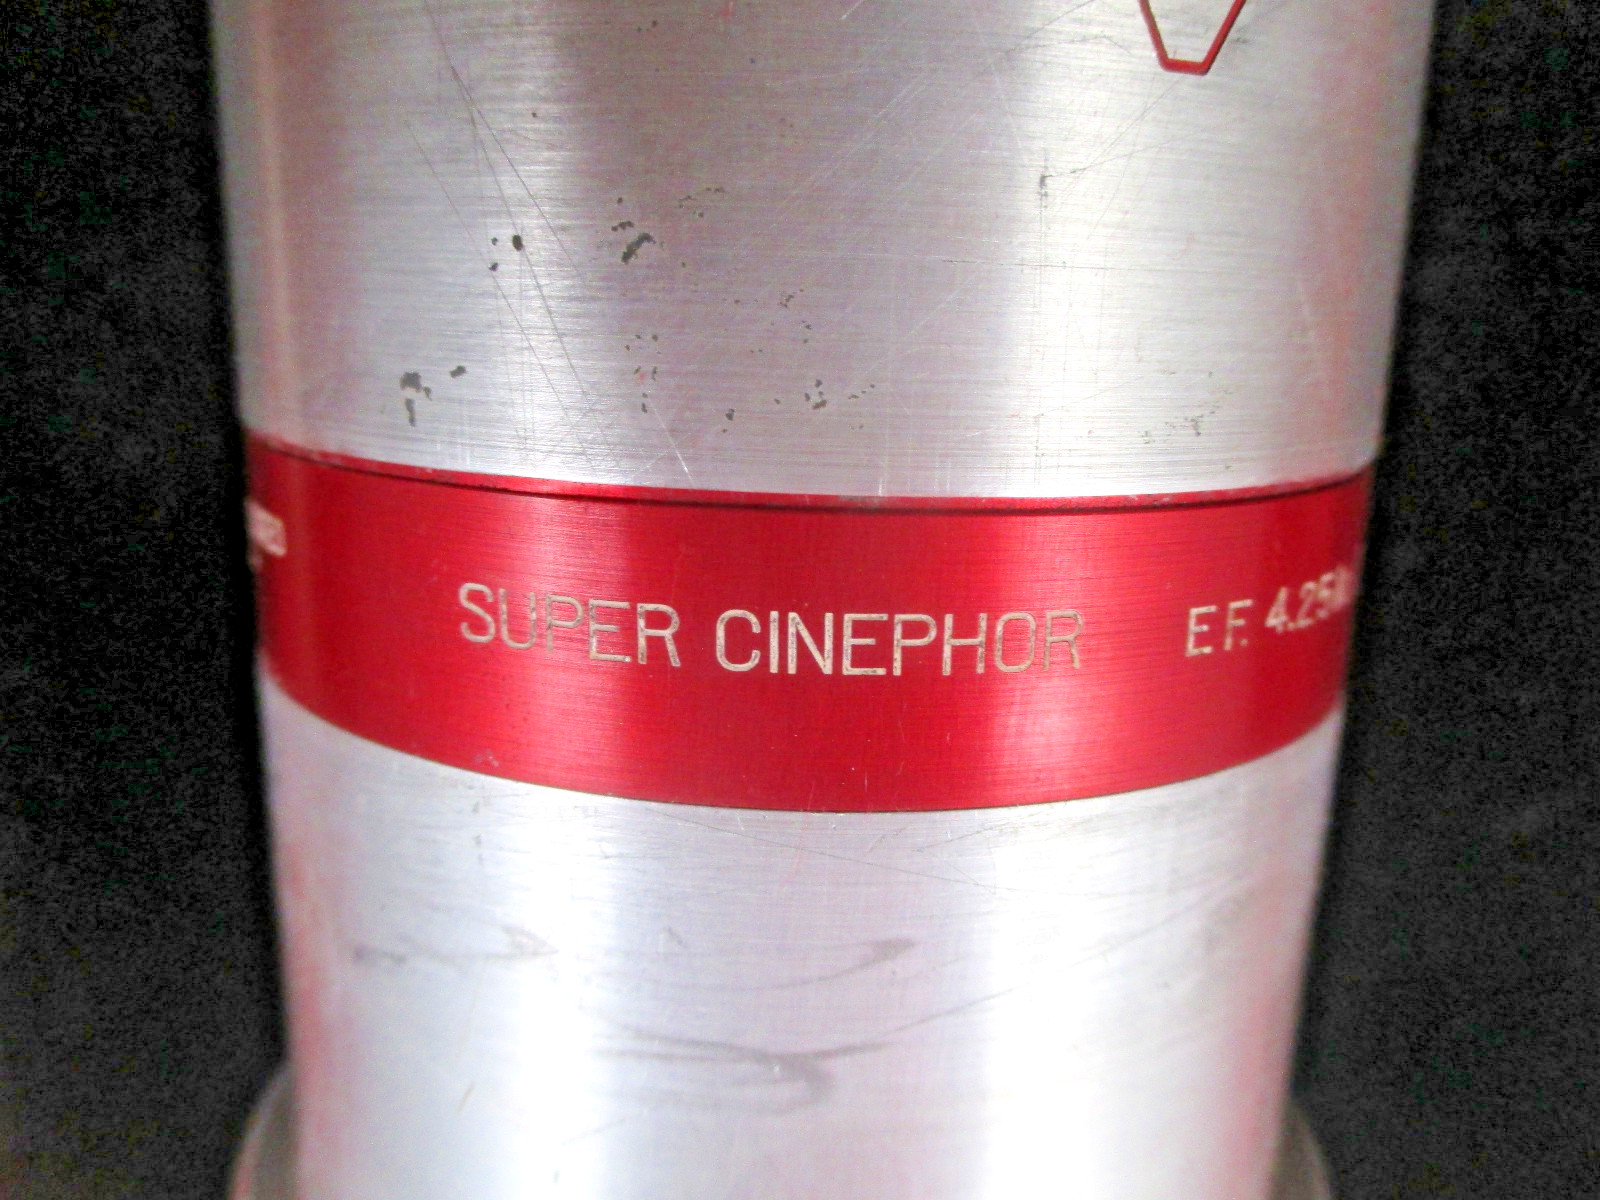 SUPER CINEPHOR E F. 4.25